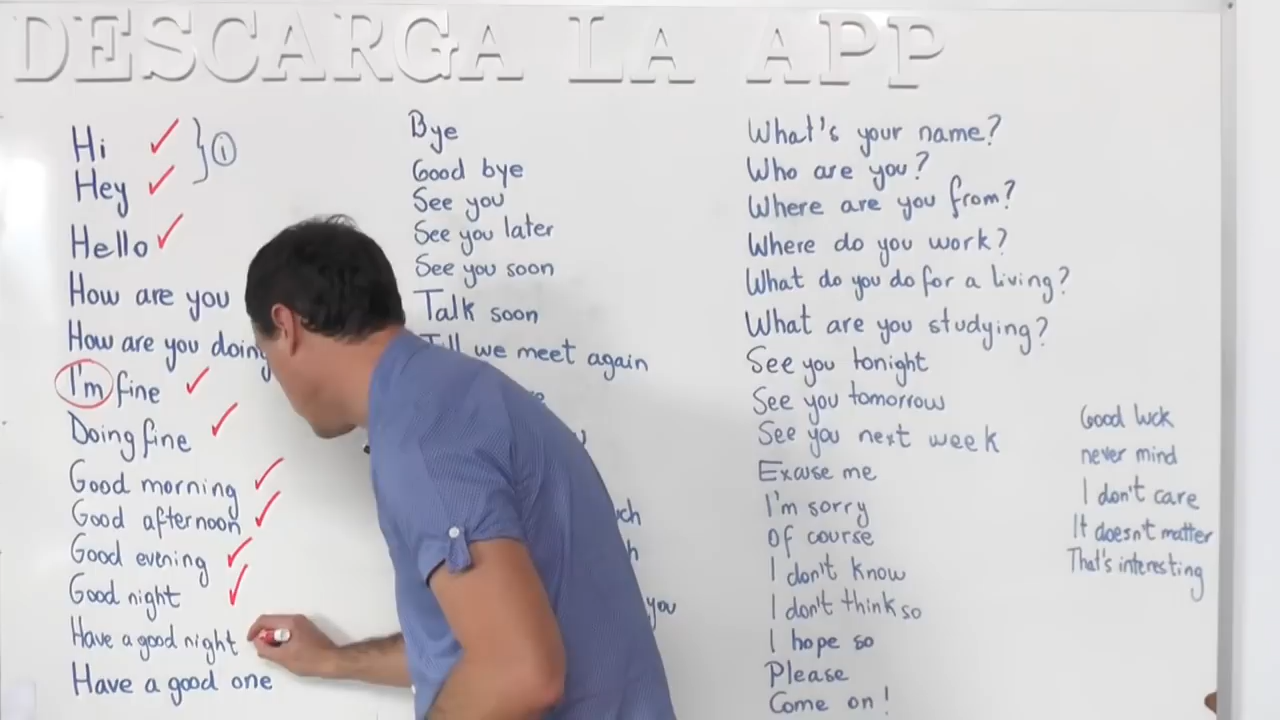 DESCARGA LA APP
Hi
Hey
①
Hello
How are you
How are you doing
I'm fine
Doing fine
Good morning
Good afternoon
Good evening
Good night
Have a good night
Have a good one
Bye
Good bye
See you
See you later
See you soon
Talk soon
we meet again
you
What's your name?
Who are you?
Where are you from?
Where do you work?
What do you do for a living?
What are you studying?
See you tonight
See you tomorrow
See you next week
Excuse me
I'm sorry
Of course
I don't know
I don't think so
I hope so
Please
Come on!
Good luck
never mind
I don't care
It doesn't matter
That's interesting